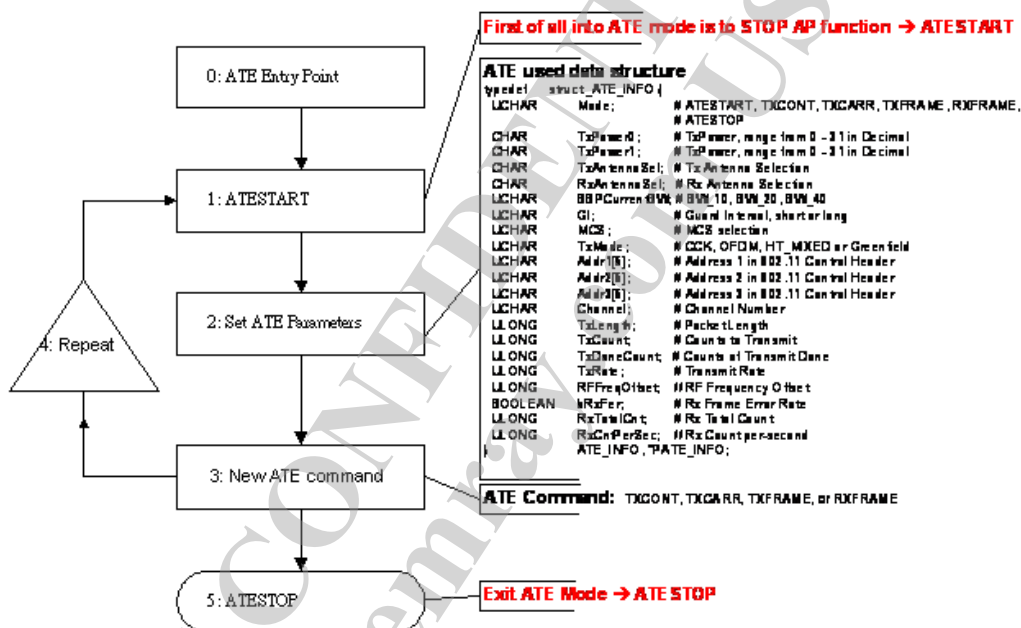 First of all into ATE mode is to STOP AP function → ATESTART
0: ATE Entry Point
ATE used data structure
typedef struct_ATE_INFO {
UCHAR Mode; # ATESTART, TXCONT, TXCARR, TXFRAME, RXFRAME,
# ATESTOP
CHAR TxPower0; # TxPower, range from 0 ~ 31 in Decimal
CHAR TxPower1; # TxPower, range from 0 ~ 31 in Decimal
CHAR TxAntennaSel; # Tx Antenna Selection
CHAR RxAntennaSel; # Rx Antenna Selection
1: ATESTART
UCHAR BBPCurrentBW; # BW_10, BW_20, BW_40
UCHAR GI; # Guard Interval, short or long
UCHAR MCS; # MCS selection
UCHAR TxMode; # CCK, OFDM, HT_MIXED or Greenfield
UCHAR Addr1[6]; # Address 1 in 802.11 Control Header
UCHAR Addr2[6]; # Address 2 in 802.11 Control Header
UCHAR Addr3[6]; # Address 3 in 802.11 Control Header
UCHAR Channel; # Channel Number
2: Set ATE Parameters
ULONG TxLength; # Packet Length
ULONG TxCount; # Counts to Transmit
4: Repeat
ULONG TxDoneCount; # Counts of Transmit Done
ULONG TxRate; # Transmit Rate
ULONG RFFreqOffset; # RF Frequency Offset
BOOLEAN bRxFer; # Rx Frame Error Rate
ULONG RxTotalCnt; # Rx Total Count
ULONG RxCntPerSec; # Rx Count per-second
} ATE_INFO, *PATE_INFO;
3: New ATE command
ATE Command: TXCONT, TXCARR, TXFRAME, or RXFRAME
5: ATESTOP
Exit ATE Mode → ATESTOP
CONFIDENT